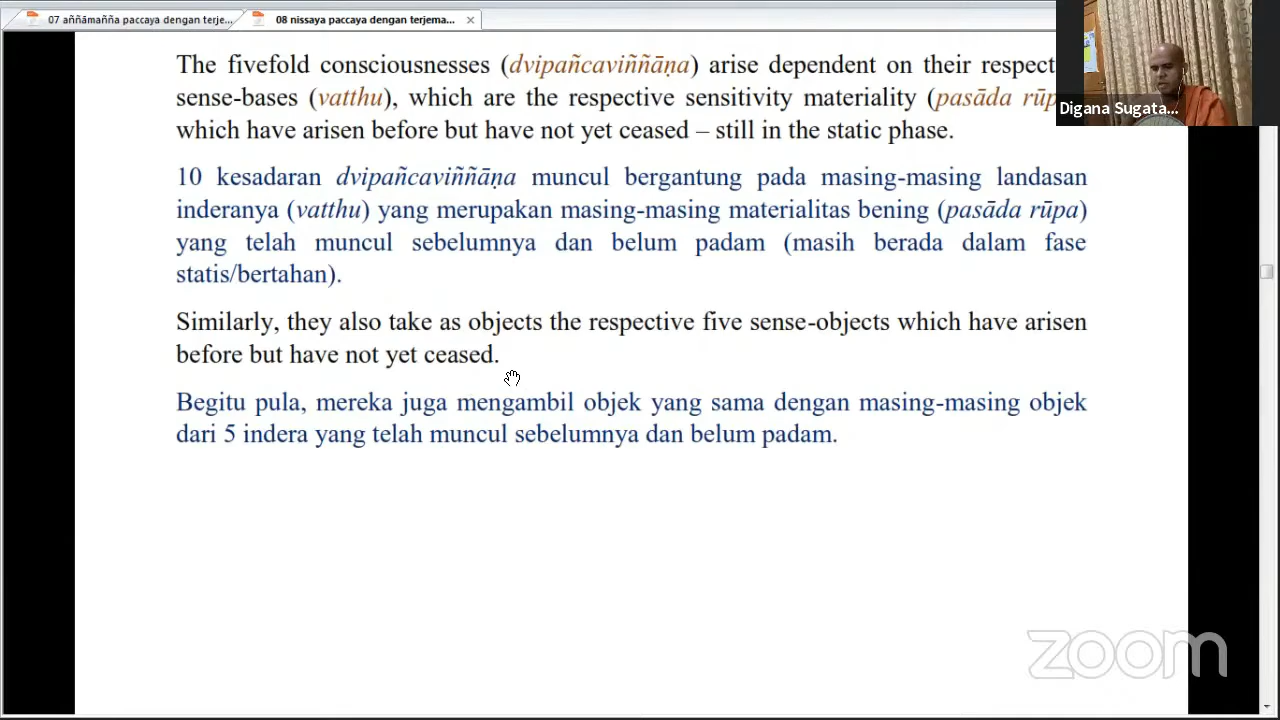 07 aññāmañña paccaya dengan terje...
08 nissaya paccaya dengan terjema...
The fivefold consciousnesses (dvipañcaviññāṇa) arise dependent on their respect
sense-bases (vatthu), which are the respective sensitivity materiality (pasāda rūp
which have arisen before but have not yet ceased – still in the static phase.
10 kesadaran dvipañcaviññāṇa muncul bergantung pada masing-masing landasan
inderanya (vatthu) yang merupakan masing-masing materialitas bening (pasāda rūpa)
yang telah muncul sebelumnya dan belum padam (masih berada dalam fase
statis/bertahan).
Similarly, they also take as objects the respective five sense-objects which have arisen
before but have not yet ceased.
Begitu pula, mereka juga mengambil objek yang sama dengan masing-masing objek
dari 5 indera yang telah muncul sebelumnya dan belum padam.
Digana Sugata...
zoom